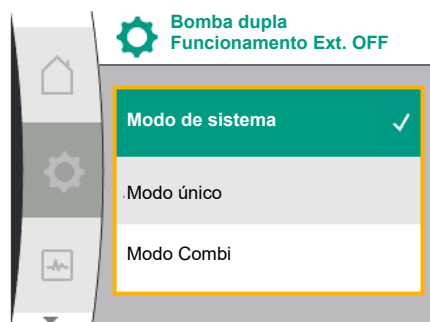 Bomba dupla
Funcionamento Ext. OFF
Modo de sistema
Modo único
Modo Combi